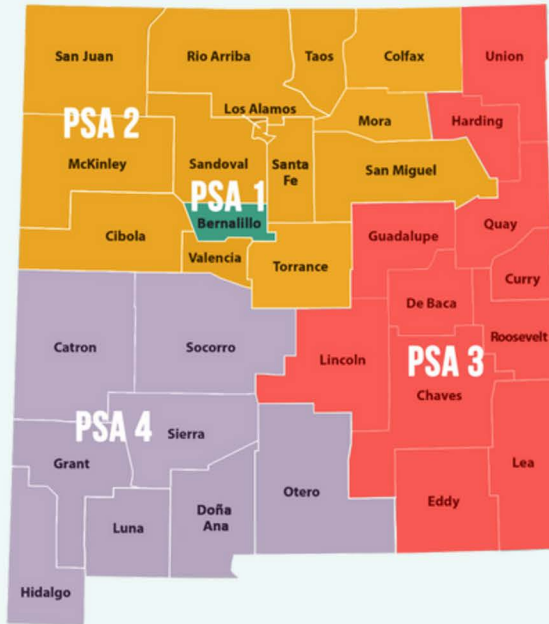 San Juan
Rio Arriba
Taos
Colfax
Union
Los Alamos
PSA 2
Mora
Harding
McKinley
Sandoval
Santa
Fe
San Miguel
PSA 1
Bernalillo
Cibola
Guadalupe
Quay
Valencia
Torrance
Curry
De Baca
Catron
Socorro
Lincoln
Roosevelt
PSA 3
Chaves
PSA 4
Sierra
Grant
Lea
Otero
Eddy
Luna
Doña
Ana
Hidalgo